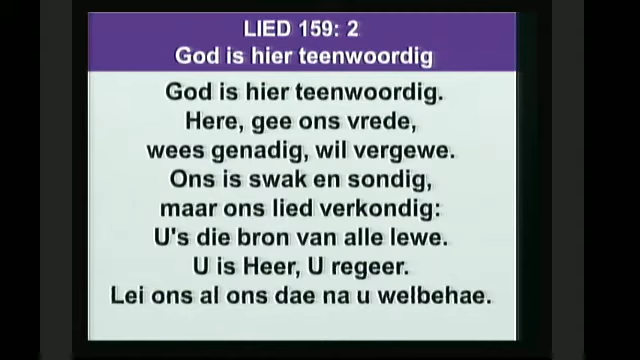 LIED 159: 2
God is hier teenwoordig
God is hier teenwoordig.
Here, gee ons vrede,
wees genadig, wil vergewe.
Ons is swak en sondig,
maar ons lied verkondig:
U's die bron van alle lewe.
U is Heer, U regeer.
Lei ons al ons dae na u welbehae.